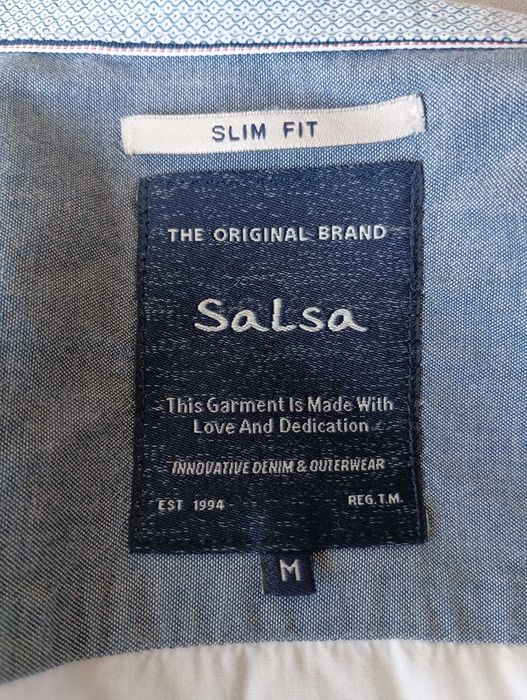 SLIM FIT
THE ORIGINAL BRAND
SaLsa
This Garment Is Made With
Love And Dedication
INNOVATIVE DENIM & OUTERWEAR
EST 1994 REG.T.M.
M